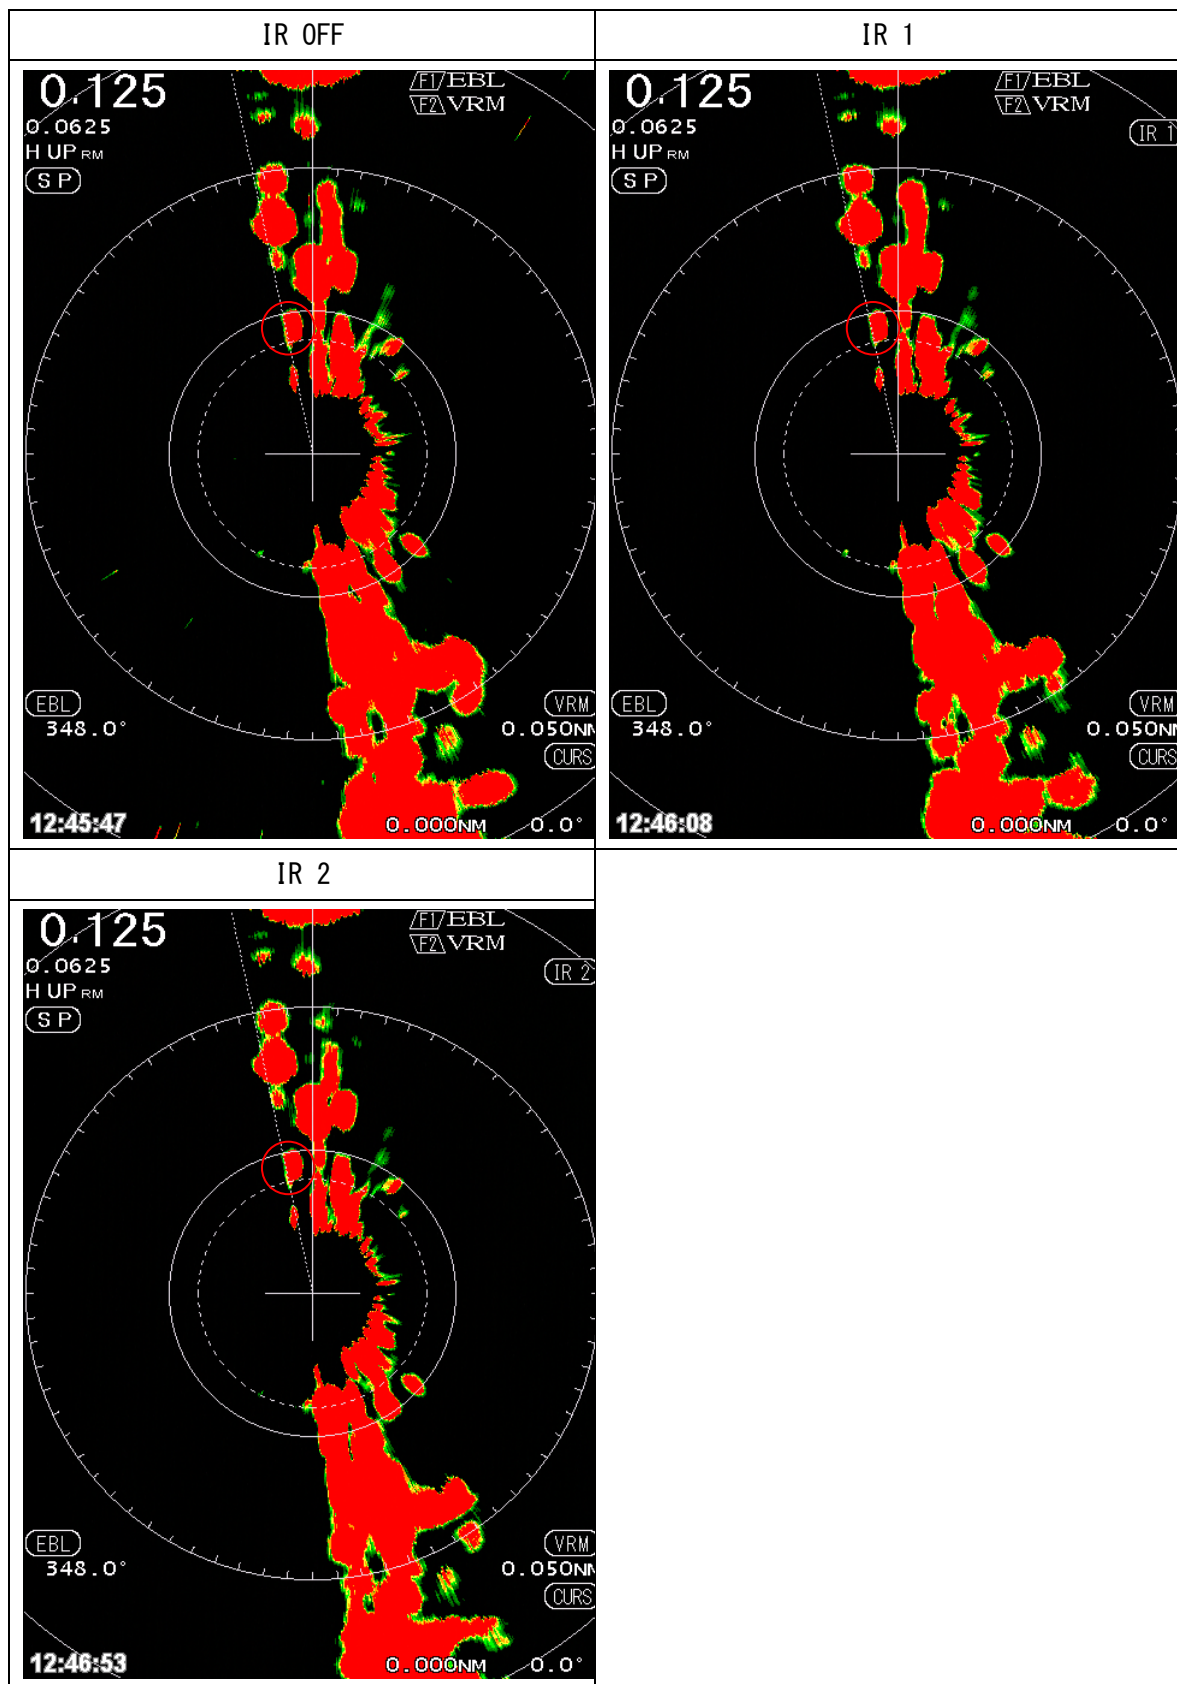 IR OFF
IR 1
0.125
F1 EBL
F2 VRM
0.0625
H UP RM
S P
EBL
348.0°
VRM
0.050NM
CURS
12:45:47
0.000NM
0.0°
0.125
F1 EBL
F2 VRM
0.0625
IR 1
H UP RM
S P
EBL
348.0°
VRM
0.050NM
CURS
12:46:08
0.000NM
0.0°
IR 2
0.125
F1 EBL
F2 VRM
0.0625
IR 2
H UP RM
S P
EBL
348.0°
VRM
0.050NM
CURS
12:46:53
0.000NM
0.0°